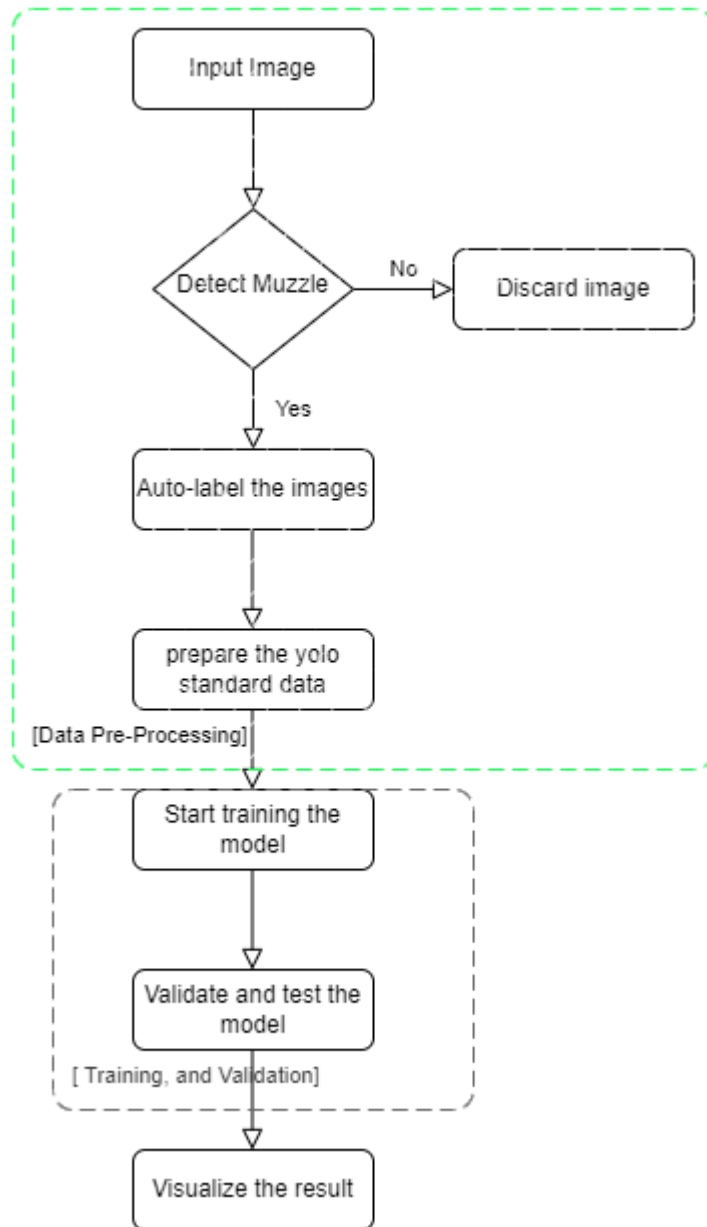 Input Image
Detect Muzzle
No
Discard image
Yes
Auto-label the images
prepare the yolo
standard data
[Data Pre-Processing]
Start training the
model
Validate and test the
model
[ Training, and Validation]
Visualize the result